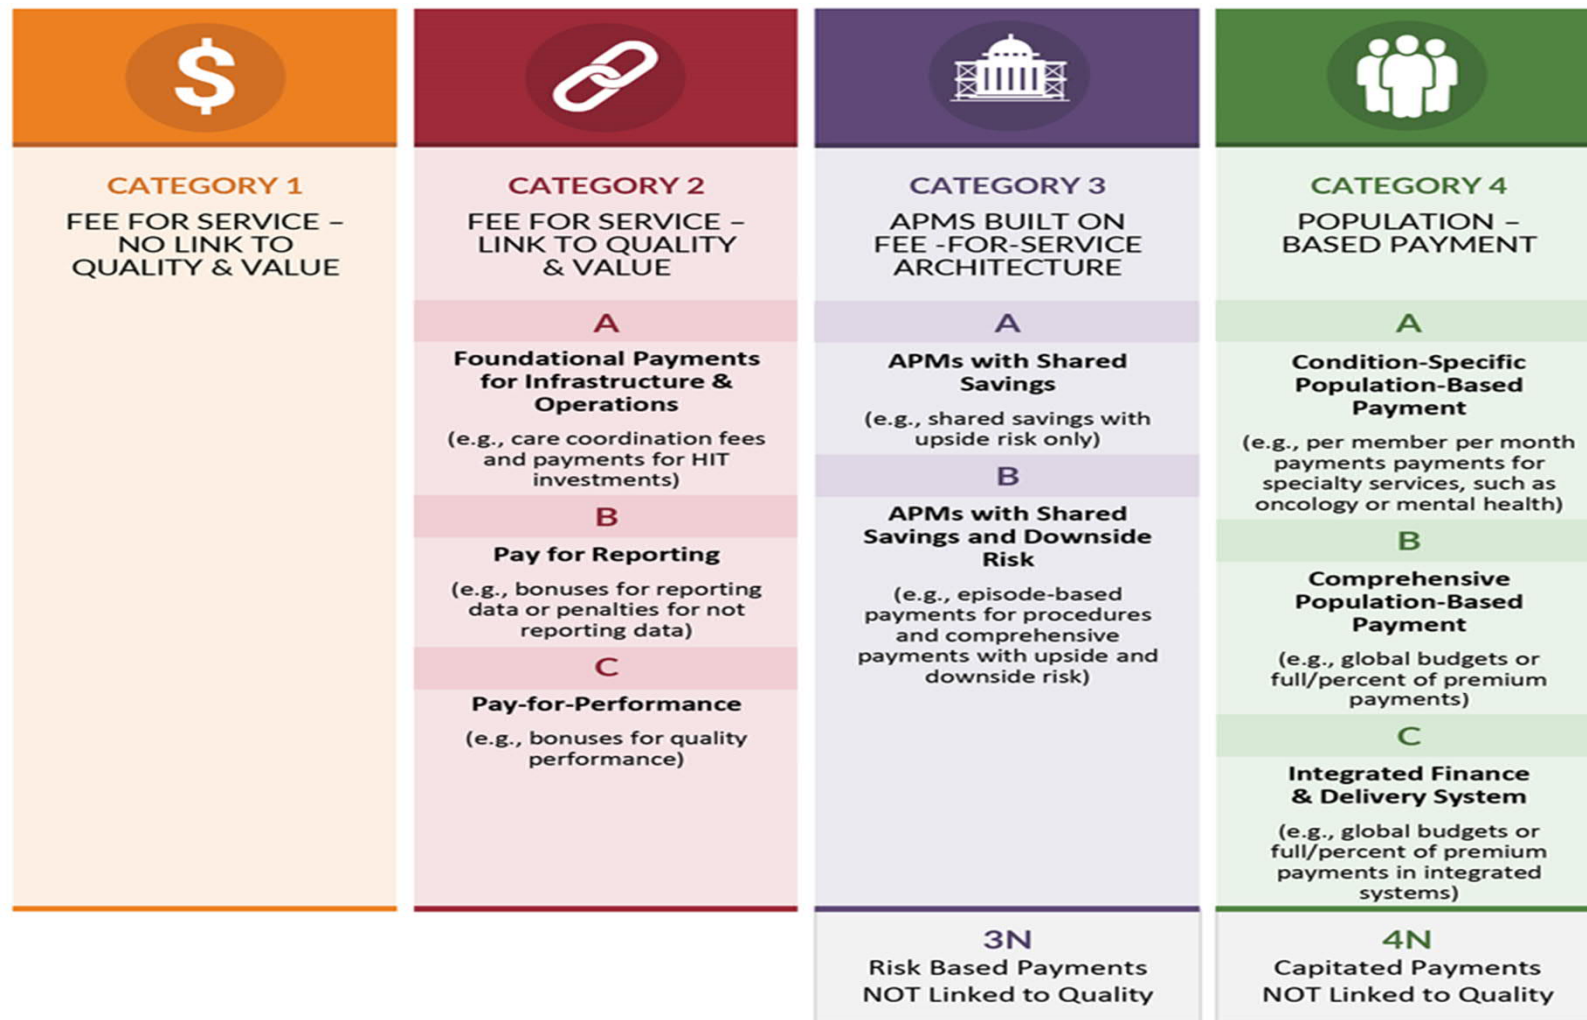 $
CATEGORY 1
FEE FOR SERVICE –
NO LINK TO
QUALITY & VALUE
CATEGORY 2
FEE FOR SERVICE –
LINK TO QUALITY
& VALUE
A
Foundational Payments
for Infrastructure &
Operations
(e.g., care coordination fees
and payments for HIT
investments)
B
Pay for Reporting
(e.g., bonuses for reporting
data or penalties for not
reporting data)
C
Pay-for-Performance
(e.g., bonuses for quality
performance)
CATEGORY 3
APMS BUILT ON
FEE -FOR-SERVICE
ARCHITECTURE
A
APMs with Shared
Savings
(e.g., shared savings with
upside risk only)
B
APMs with Shared
Savings and Downside
Risk
(e.g., episode-based
payments for procedures
and comprehensive
payments with upside and
downside risk)
3N
Risk Based Payments
NOT Linked to Quality
CATEGORY 4
POPULATION –
BASED PAYMENT
A
Condition-Specific
Population-Based
Payment
(e.g., per member per month
payments payments for
specialty services, such as
oncology or mental health)
B
Comprehensive
Population-Based
Payment
(e.g., global budgets or
full/percent of premium
payments)
C
Integrated Finance
& Delivery System
(e.g., global budgets or
full/percent of premium
payments in integrated
systems)
4N
Capitated Payments
NOT Linked to Quality